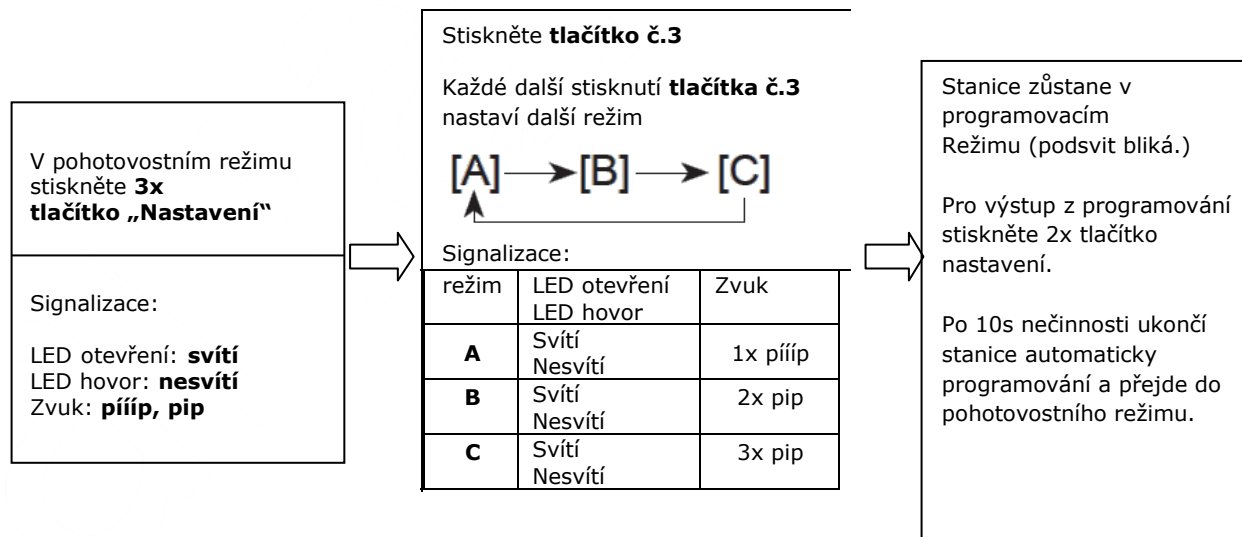 V pohotovostním režimu
stiskněte 3x
tlačítko „Nastavení“
Signalizace:
LED otevření: svítí
LED hovor: nesvítí
Zvuk: píííp, pip
Stiskněte tlačítko č.3
Každé další stisknutí tlačítka č.3
nastaví další režim
[A] [B] [C]
Signalizace:
režim LED otevření Zvuk
LED hovor
A Svítí 1x píííp
Nesvítí
B Svítí 2x pip
Nesvítí
C Svítí 3x pip
Nesvítí
Stanice zůstane v
programovacím
Režimu (podsvit bliká.)
Pro výstup z programování
stiskněte 2x tlačítko
nastavení.
Po 10s nečinnosti ukončí
stanice automaticky
programování a přejde do
pohotovostního režimu.